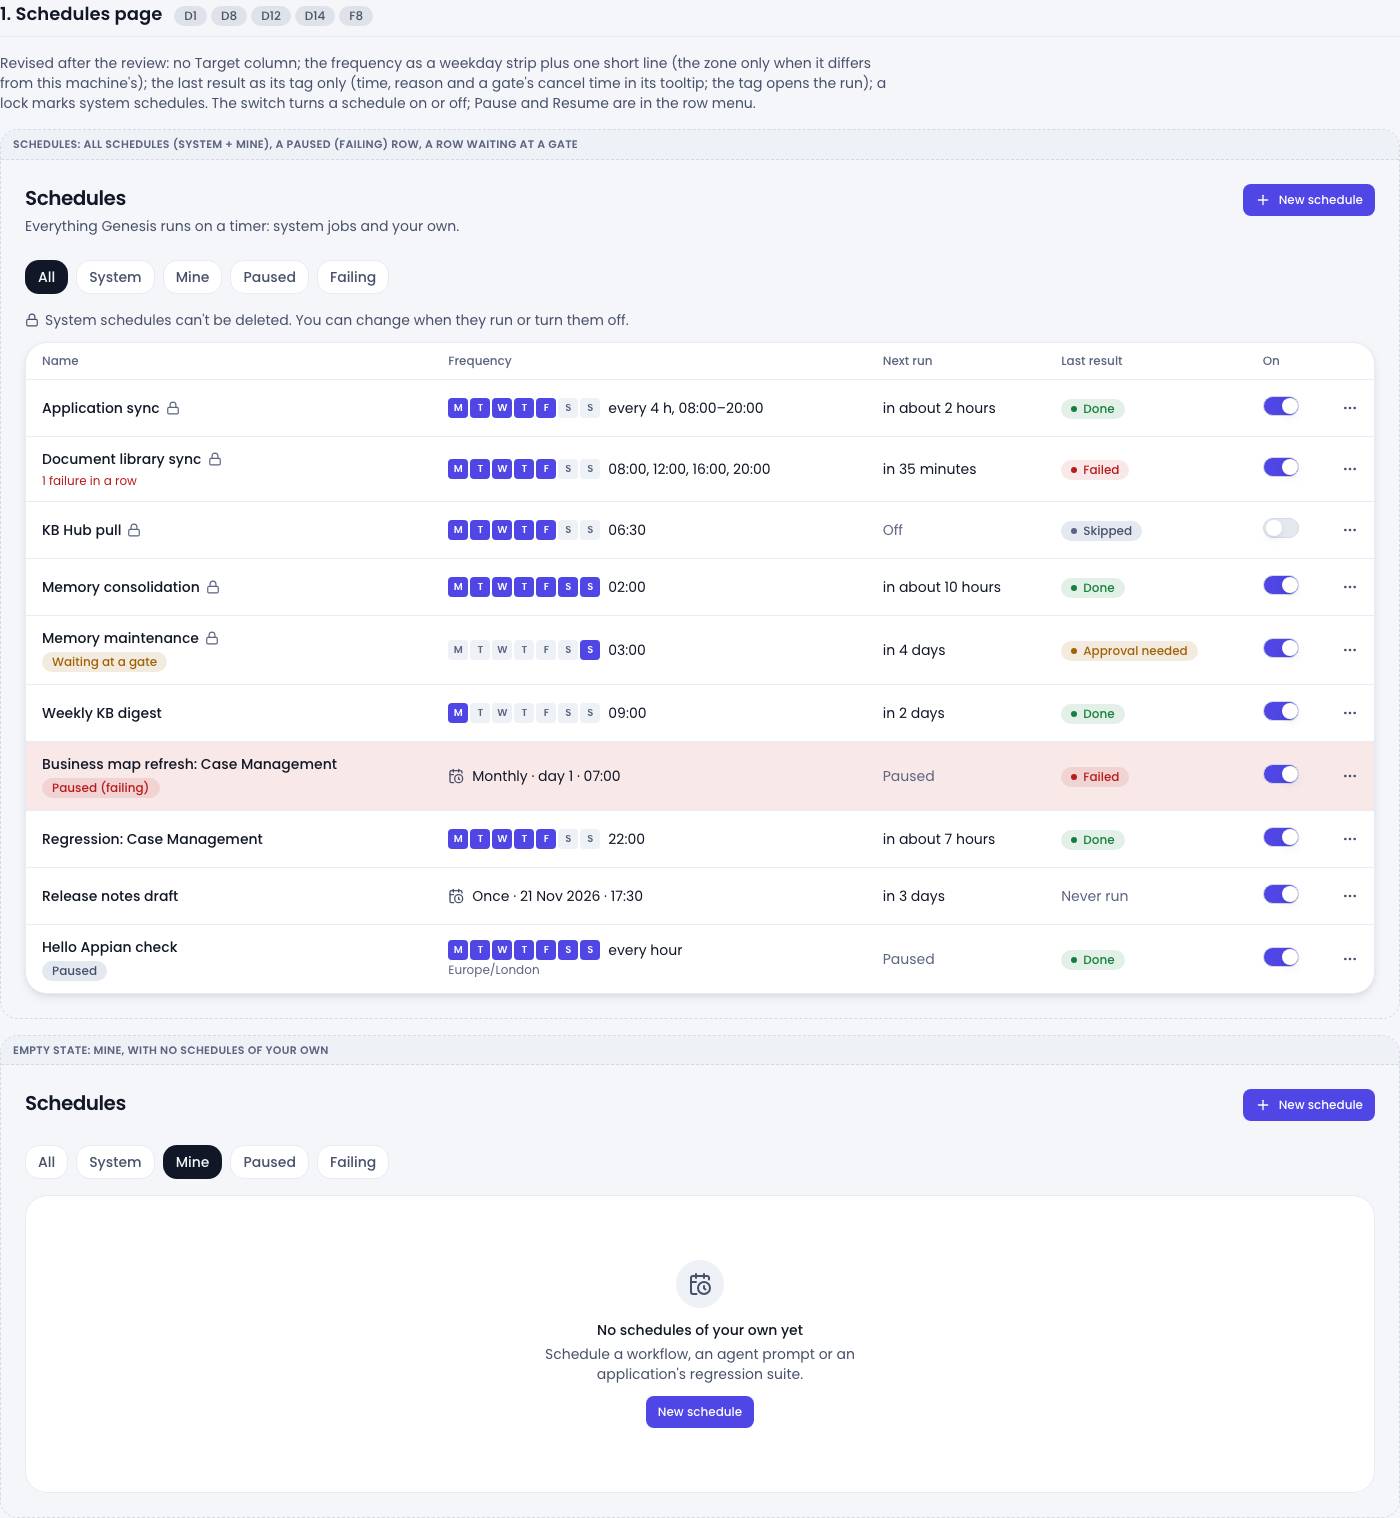 1. Schedules page D1 D8 D12 D14 F8
Revised after the review: no Target column; the frequency as a weekday strip plus one short line (the zone only when it differs
from this machine's); the last result as its tag only (time, reason and a gate's cancel time in its tooltip; the tag opens the run); a
lock marks system schedules. The switch turns a schedule on or off; Pause and Resume are in the row menu.
SCHEDULES: ALL SCHEDULES (SYSTEM + MINE), A PAUSED (FAILING) ROW, A ROW WAITING AT A GATE
Schedules
+ New schedule
Everything Genesis runs on a timer: system jobs and your own.
All System Mine Paused Failing
System schedules can't be deleted. You can change when they run or turn them off.
Name Frequency Next run Last result On
Application sync M T W T F S S every 4 h, 08:00–20:00 in about 2 hours Done ...
Document library sync M T W T F S S 08:00, 12:00, 16:00, 20:00 in 35 minutes Failed ...
1 failure in a row
KB Hub pull M T W T F S S 06:30 Off Skipped ...
Memory consolidation M T W T F S S 02:00 in about 10 hours Done ...
Memory maintenance M T W T F S S 03:00 in 4 days Approval needed ...
Waiting at a gate
Weekly KB digest M T W T F S S 09:00 in 2 days Done ...
Business map refresh: Case Management Monthly · day 1 · 07:00 Paused Failed ...
Paused (failing)
Regression: Case Management M T W T F S S 22:00 in about 7 hours Done ...
Release notes draft Once · 21 Nov 2026 · 17:30 in 3 days Never run ...
Hello Appian check M T W T F S S every hour Paused Done ...
Paused Europe/London
EMPTY STATE: MINE, WITH NO SCHEDULES OF YOUR OWN
Schedules
+ New schedule
All System Mine Paused Failing
No schedules of your own yet
Schedule a workflow, an agent prompt or an
application's regression suite.
New schedule